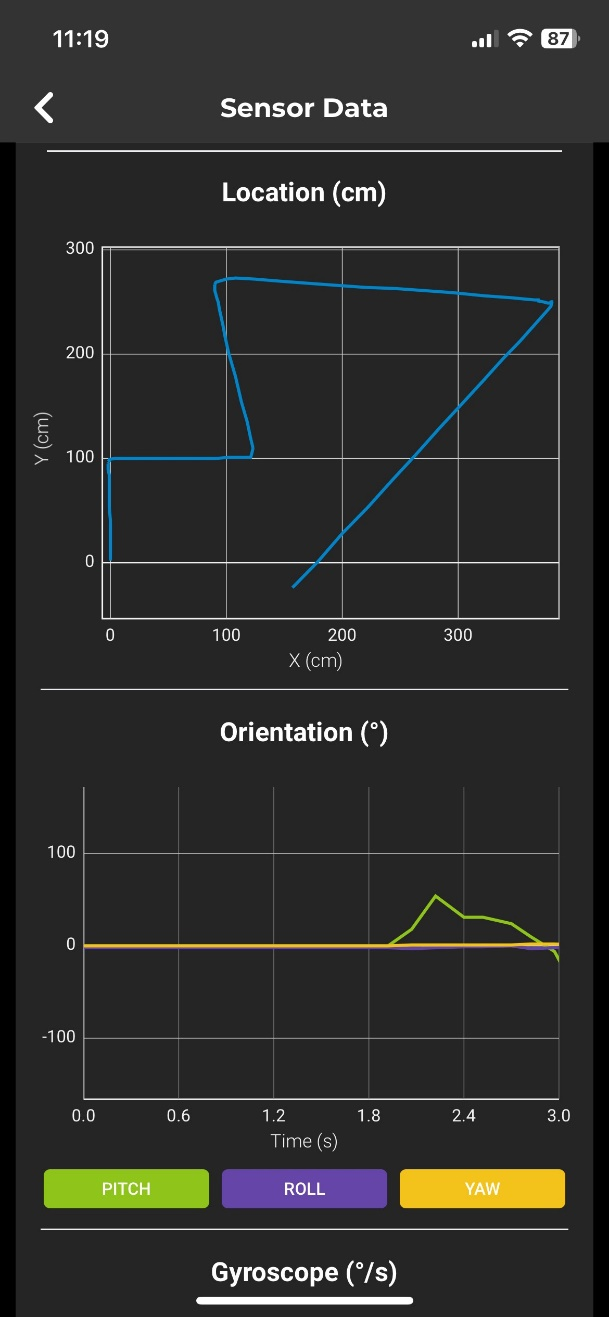 11:19
87
Sensor Data
Location (cm)
300
200
100
0
Y (cm)
0 100 200 300
X (cm)
Orientation (°)
100
0
-100
0.0 0.6 1.2 1.8 2.4 3.0
Time (s)
PITCH ROLL YAW
Gyroscope (°/s)